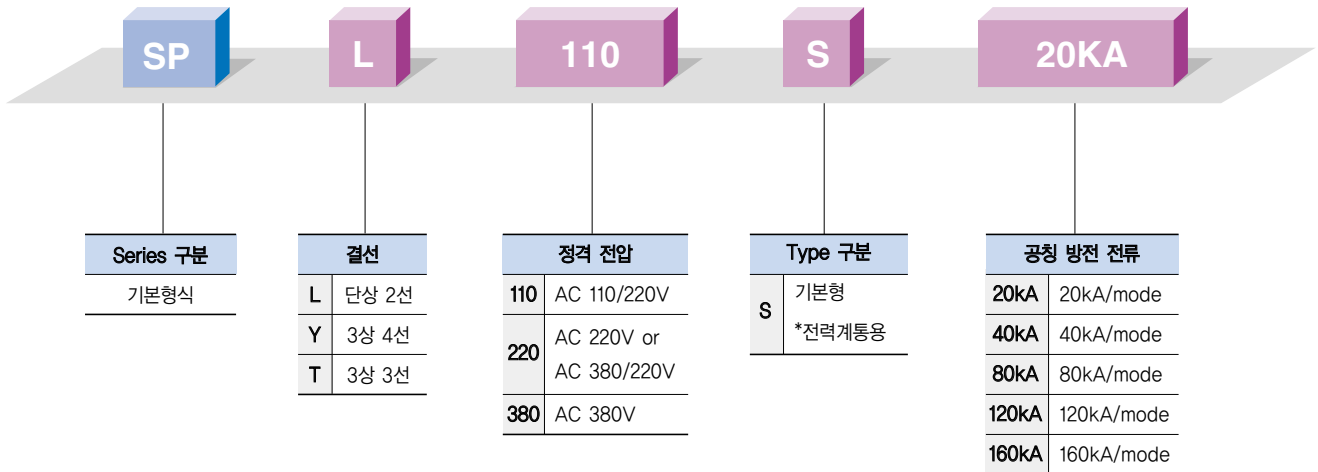 SP L 110 S 20KA
Series 구분
기본형식
결선
L 단상 2선
Y 3상 4선
T 3상 3선
정격 전압
110 AC 110/220V
220 AC 220V or
AC 380/220V
380 AC 380V
Type 구분
S 기본형
*전력계통용
공칭 방전 전류
20kA 20kA/mode
40kA 40kA/mode
80kA 80kA/mode
120kA 120kA/mode
160kA 160kA/mode